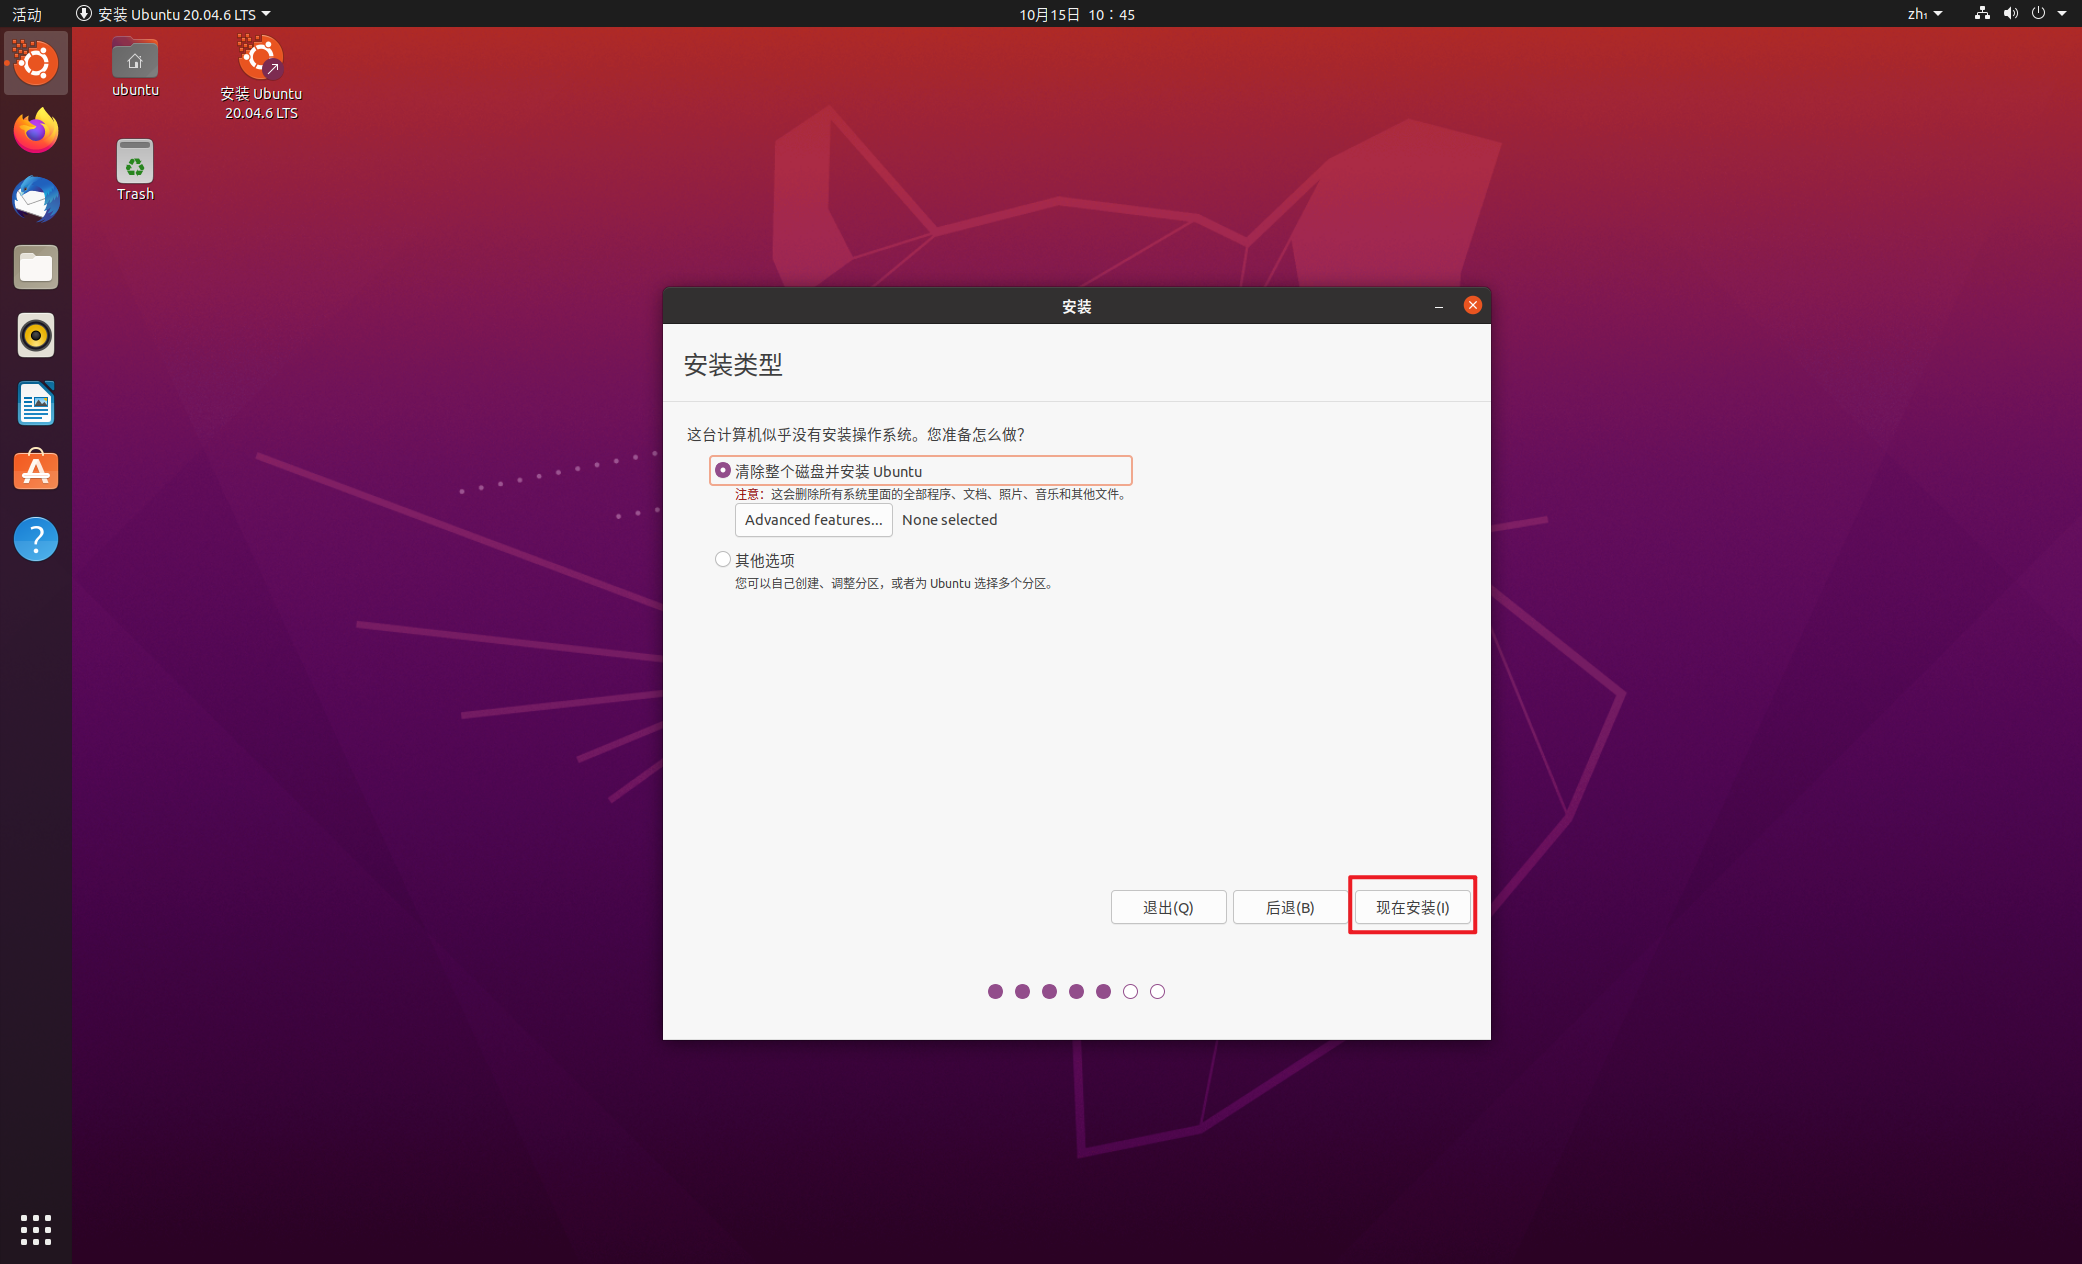 活动
安装 Ubuntu 20.04.6 LTS
10月15日 10：45
zh₁
ubuntu
安装 Ubuntu
20.04.6 LTS
Trash
安装
安装类型
这台计算机似乎没有安装操作系统。您准备怎么做？
清除整个磁盘并安装 Ubuntu
注意：这会删除所有系统里面的全部程序、文档、照片、音乐和其他文件。
Advanced features... None selected
其他选项
您可以自己创建、调整分区，或者为 Ubuntu 选择多个分区。
退出(Q) 后退(B) 现在安装(I)